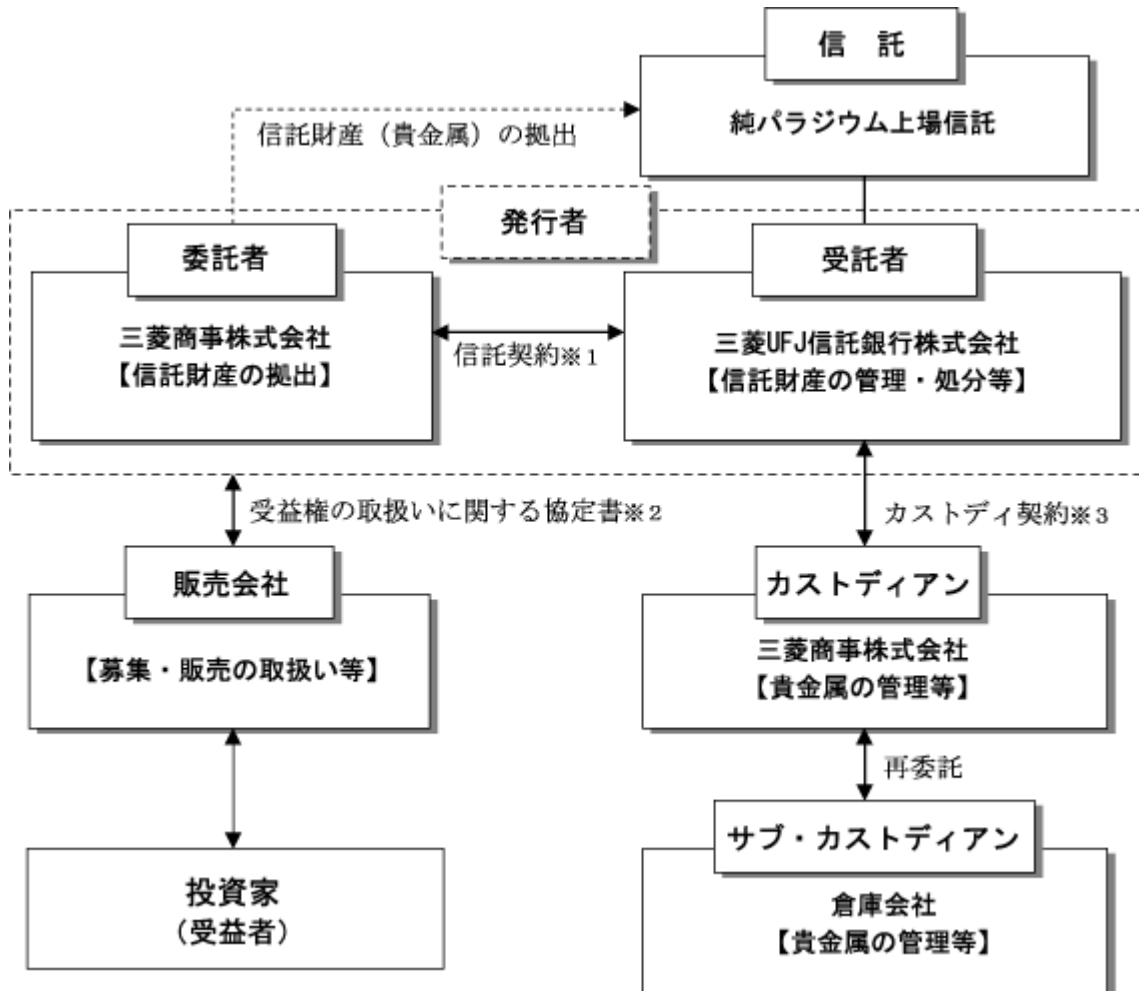 信　託
純パラジウム上場信託
信託財産（貴金属）の拠出
発行者
委託者
三菱商事株式会社
【信託財産の拠出】
信託契約※1
受託者
三菱UFJ信託銀行株式会社
【信託財産の管理・処分等】
受益権の取扱いに関する協定書※2
カストディ契約※3
販売会社
【募集・販売の取扱い等】
カストディアン
三菱商事株式会社
【貴金属の管理等】
再委託
投資家
（受益者）
サブ・カストディアン
倉庫会社
【貴金属の管理等】